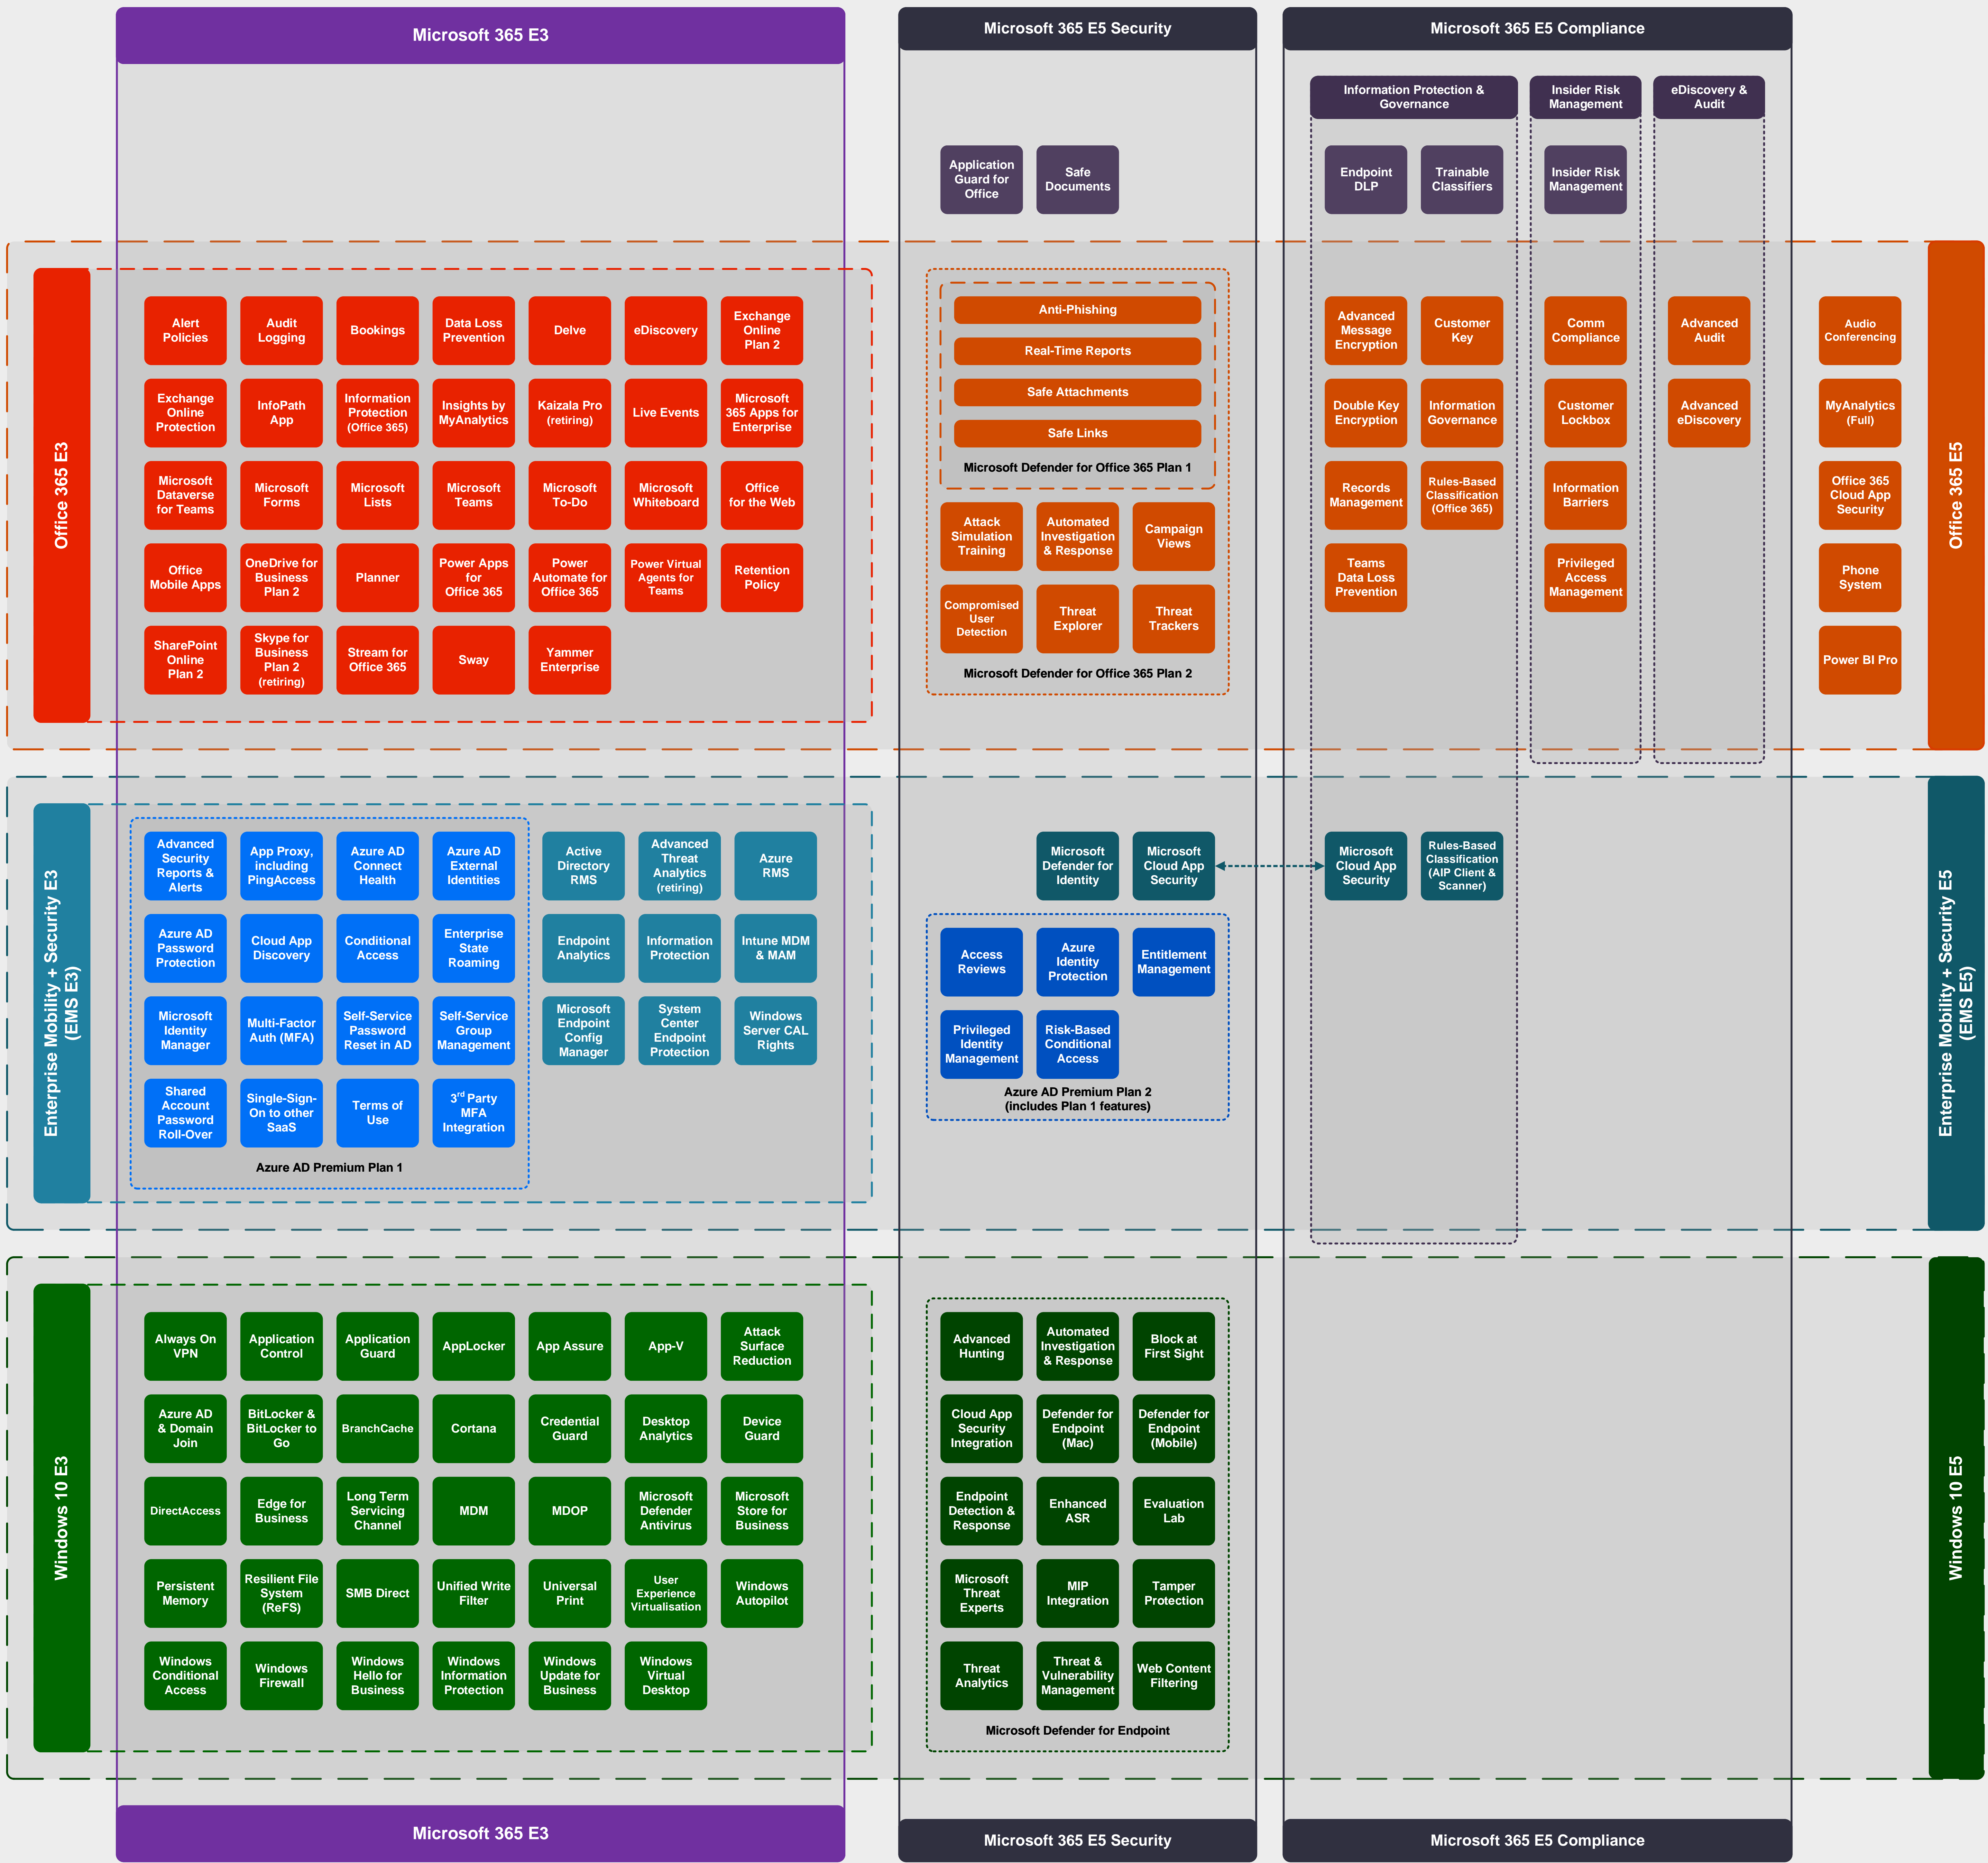 Microsoft 365 E3
Microsoft 365 E5 Security
Microsoft 365 E5 Compliance
Information Protection &
Governance
Insider Risk
Management
eDiscovery &
Audit
Application
Guard for
Office
Safe
Documents
Endpoint
DLP
Trainable
Classifiers
Insider Risk
Management
Office 365 E3
Alert
Policies
Audit
Logging
Bookings
Data Loss
Prevention
Delve
eDiscovery
Exchange
Online
Plan 2
Exchange
Online
Protection
InfoPath
App
Information
Protection
(Office 365)
Insights by
MyAnalytics
Kaizala Pro
(retiring)
Live Events
Microsoft
365 Apps for
Enterprise
Microsoft
Dataverse
for Teams
Microsoft
Forms
Microsoft
Lists
Microsoft
Teams
Microsoft
To-Do
Microsoft
Whiteboard
Office
for the Web
Office
Mobile Apps
OneDrive for
Business
Plan 2
Planner
Power Apps
for
Office 365
Power
Automate for
Office 365
Power Virtual
Agents for
Teams
Retention
Policy
SharePoint
Online
Plan 2
Skype for
Business
Plan 2
(retiring)
Stream for
Office 365
Sway
Yammer
Enterprise
Anti-Phishing
Real-Time Reports
Safe Attachments
Safe Links
Microsoft Defender for Office 365 Plan 1
Attack
Simulation
Training
Automated
Investigation
& Response
Campaign
Views
Compromised
User
Detection
Threat
Explorer
Threat
Trackers
Microsoft Defender for Office 365 Plan 2
Advanced
Message
Encryption
Customer
Key
Double Key
Encryption
Information
Governance
Records
Management
Rules-Based
Classification
(Office 365)
Teams
Data Loss
Prevention
Comm
Compliance
Customer
Lockbox
Information
Barriers
Privileged
Access
Management
Advanced
Audit
Advanced
eDiscovery
Audio
Conferencing
MyAnalytics
(Full)
Office 365
Cloud App
Security
Phone
System
Power BI Pro
Office 365 E5
Enterprise Mobility + Security E3
(EMS E3)
Advanced
Security
Reports &
Alerts
App Proxy,
including
PingAccess
Azure AD
Connect
Health
Azure AD
External
Identities
Azure AD
Password
Protection
Cloud App
Discovery
Conditional
Access
Enterprise
State
Roaming
Microsoft
Identity
Manager
Multi-Factor
Auth (MFA)
Self-Service
Password
Reset in AD
Self-Service
Group
Management
Shared
Account
Password
Roll-Over
Single-Sign-
On to other
SaaS
Terms of
Use
3rd Party
MFA
Integration
Azure AD Premium Plan 1
Active
Directory
RMS
Advanced
Threat
Analytics
(retiring)
Azure
RMS
Endpoint
Analytics
Information
Protection
Intune MDM
& MAM
Microsoft
Endpoint
Config
Manager
System
Center
Endpoint
Protection
Windows
Server CAL
Rights
Microsoft
Defender for
Identity
Microsoft
Cloud App
Security
Access
Reviews
Azure
Identity
Protection
Entitlement
Management
Privileged
Identity
Management
Risk-Based
Conditional
Access
Azure AD Premium Plan 2
(includes Plan 1 features)
Microsoft
Cloud App
Security
Rules-Based
Classification
(AIP Client &
Scanner)
Enterprise Mobility + Security E5
(EMS E5)
Windows 10 E3
Always On
VPN
Application
Control
Application
Guard
AppLocker
App Assure
App-V
Attack
Surface
Reduction
Azure AD
& Domain
Join
BitLocker &
BitLocker to
Go
BranchCache
Cortana
Credential
Guard
Desktop
Analytics
Device
Guard
DirectAccess
Edge for
Business
Long Term
Servicing
Channel
MDM
MDOP
Microsoft
Defender
Antivirus
Microsoft
Store for
Business
Persistent
Memory
Resilient File
System
(ReFS)
SMB Direct
Unified Write
Filter
Universal
Print
User
Experience
Virtualisation
Windows
Autopilot
Windows
Conditional
Access
Windows
Firewall
Windows
Hello for
Business
Windows
Information
Protection
Windows
Update for
Business
Windows
Virtual
Desktop
Advanced
Hunting
Automated
Investigation
& Response
Block at
First Sight
Cloud App
Security
Integration
Defender for
Endpoint
(Mac)
Defender for
Endpoint
(Mobile)
Endpoint
Detection &
Response
Enhanced
ASR
Evaluation
Lab
Microsoft
Threat
Experts
MIP
Integration
Tamper
Protection
Threat
Analytics
Threat &
Vulnerability
Management
Web Content
Filtering
Microsoft Defender for Endpoint
Windows 10 E5
Microsoft 365 E3
Microsoft 365 E5 Security
Microsoft 365 E5 Compliance